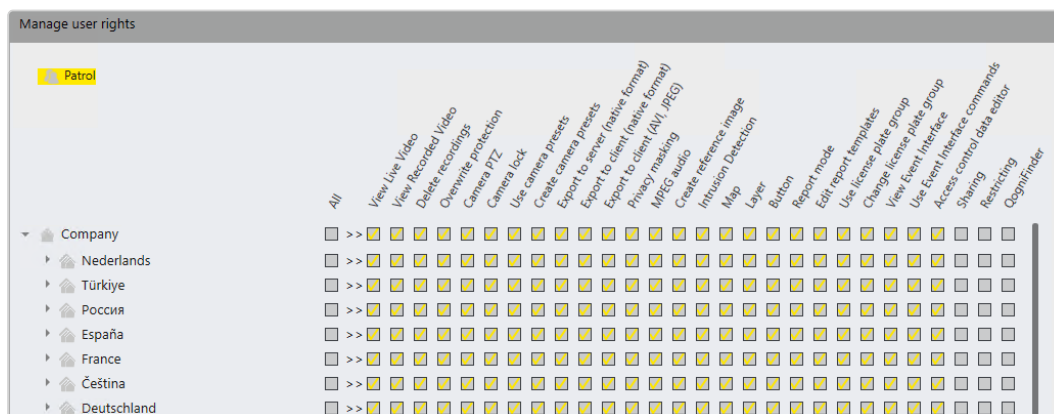 Manage user rights
Patrol
All
View Live Video
View Recorded Video
Delete recordings
Overwrite protection
Camera PTZ
Camera lock
Use camera presets
Create camera presets
Export to server (native format)
Export to client (native format)
Export to client (AVI, JPEG)
Privacy masking
MPEG audio
Create reference image
Intrusion Detection
Map
Layer
Button
Report mode
Edit report templates
Use license plate group
Change license plate group
View Event Interface
Use Event Interface commands
Access control data editor
Sharing
Restricting
QogniFinder
Company >>
Nederlands >>
Türkiye >>
Россия >>
España >>
France >>
Čeština >>
Deutschland >>